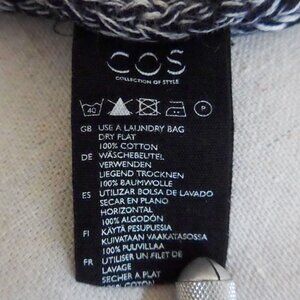 COS
COLLECTION OF STYLE
40 P
GB USE A LAUNDRY BAG
DRY FLAT
100% COTTON
DE WÄSCHEBEUTEL
VERWENDEN
LIEGEND TROCKNEN
100% BAUMWOLLE
ES UTILIZAR BOLSA DE LAVADO
SECAR EN PLANO
HORIZONTAL
100% ALGODÓN
FI KÄYTÄ PESUPUSSIA
KUIVATAAN VAAKATASOSSA
100% PUUVILLAA
FR UTILISER UN FILET DE
LAVAGE
SECHER A PLAT
COTON